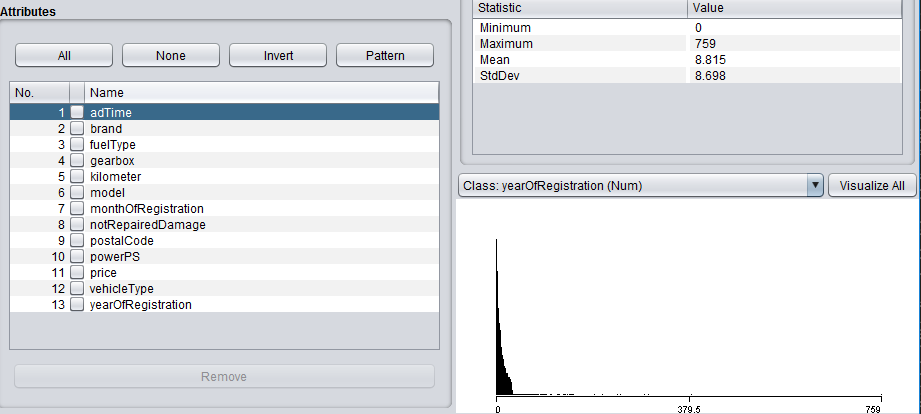 Attributes
All None Invert Pattern
No. Name
1 adTime
2 brand
3 fuelType
4 gearbox
5 kilometer
6 model
7 monthOfRegistration
8 notRepairedDamage
9 postalCode
10 powerPS
11 price
12 vehicleType
13 yearOfRegistration
Remove
Statistic Value
Minimum 0
Maximum 759
Mean 8.815
StdDev 8.698
Class: yearOfRegistration (Num) Visualize All
0 379.5 759